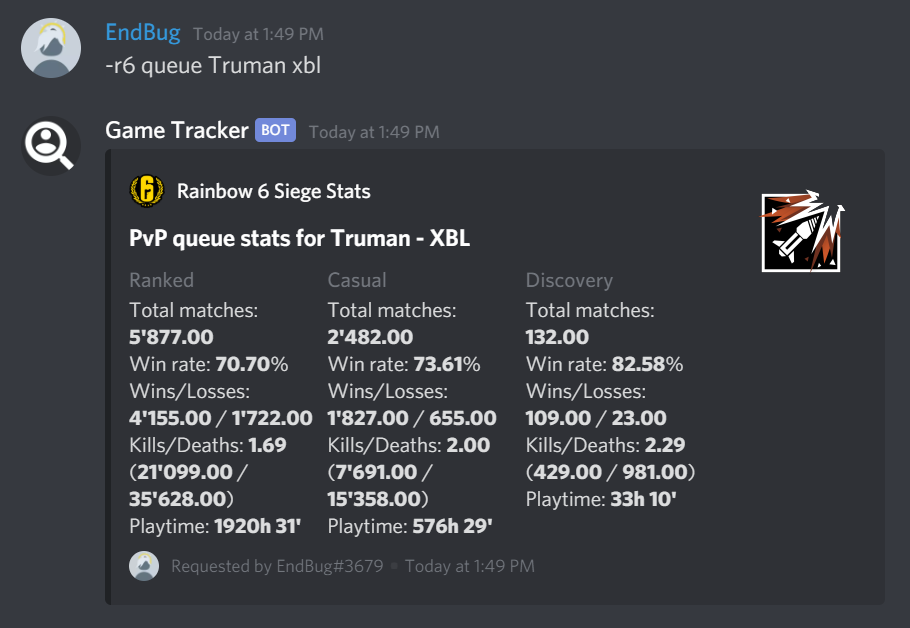 EndBug Today at 1:49 PM
-r6 queue Truman xbl
Game Tracker BOT Today at 1:49 PM
6 Rainbow 6 Siege Stats
PvP queue stats for Truman - XBL
Ranked
Total matches:
5'877.00
Win rate: 70.70%
Wins/Losses:
4'155.00 / 1'722.00
Kills/Deaths: 1.69
(21'099.00 /
35'628.00)
Playtime: 1920h 31'
Casual
Total matches:
2'482.00
Win rate: 73.61%
Wins/Losses:
1'827.00 / 655.00
Kills/Deaths: 2.00
(7'691.00 /
15'358.00)
Playtime: 576h 29'
Discovery
Total matches:
132.00
Win rate: 82.58%
Wins/Losses:
109.00 / 23.00
Kills/Deaths: 2.29
(429.00 / 981.00)
Playtime: 33h 10'
Requested by EndBug#3679 • Today at 1:49 PM